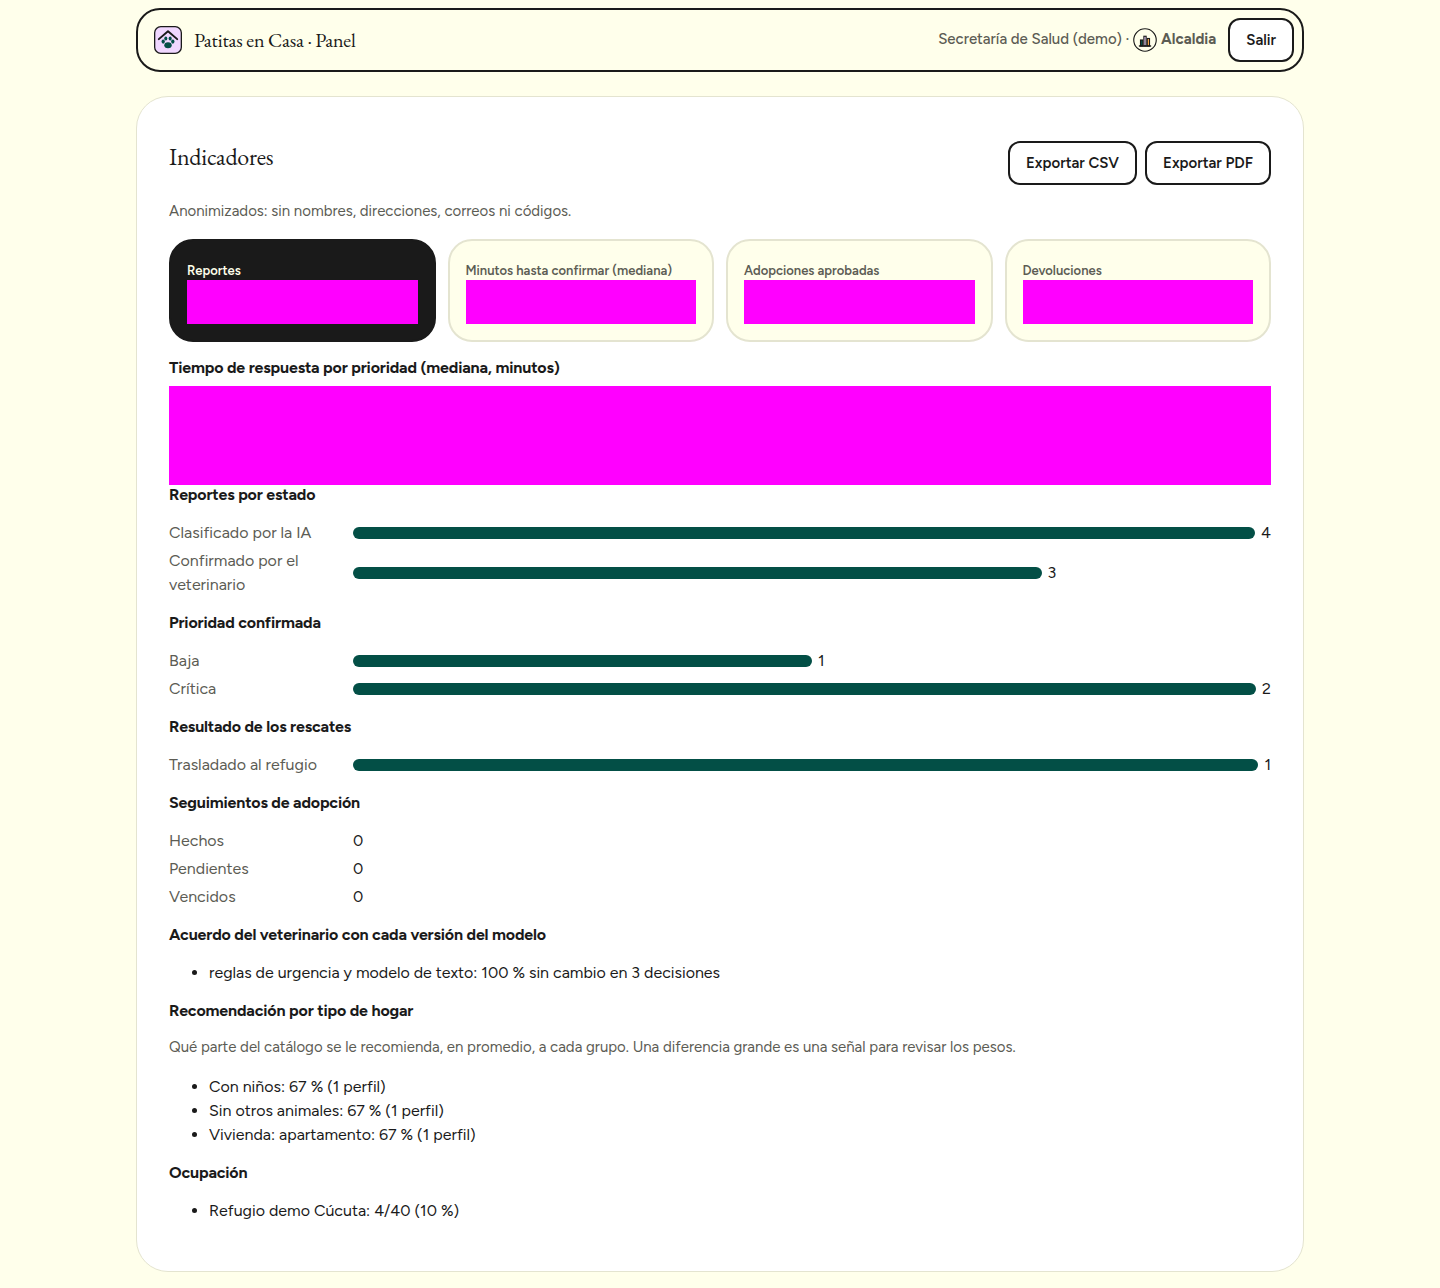 Patitas en Casa · Panel
Secretaría de Salud (demo) · Alcaldia
Salir
Indicadores
Exportar CSV
Exportar PDF
Anonimizados: sin nombres, direcciones, correos ni códigos.
Reportes
Minutos hasta confirmar (mediana)
Adopciones aprobadas
Devoluciones
Tiempo de respuesta por prioridad (mediana, minutos)
Reportes por estado
Clasificado por la IA 4
Confirmado por el
veterinario 3
Prioridad confirmada
Baja 1
Crítica 2
Resultado de los rescates
Trasladado al refugio 1
Seguimientos de adopción
Hechos 0
Pendientes 0
Vencidos 0
Acuerdo del veterinario con cada versión del modelo
• reglas de urgencia y modelo de texto: 100 % sin cambio en 3 decisiones
Recomendación por tipo de hogar
Qué parte del catálogo se le recomienda, en promedio, a cada grupo. Una diferencia grande es una señal para revisar los pesos.
• Con niños: 67 % (1 perfil)
• Sin otros animales: 67 % (1 perfil)
• Vivienda: apartamento: 67 % (1 perfil)
Ocupación
• Refugio demo Cúcuta: 4/40 (10 %)